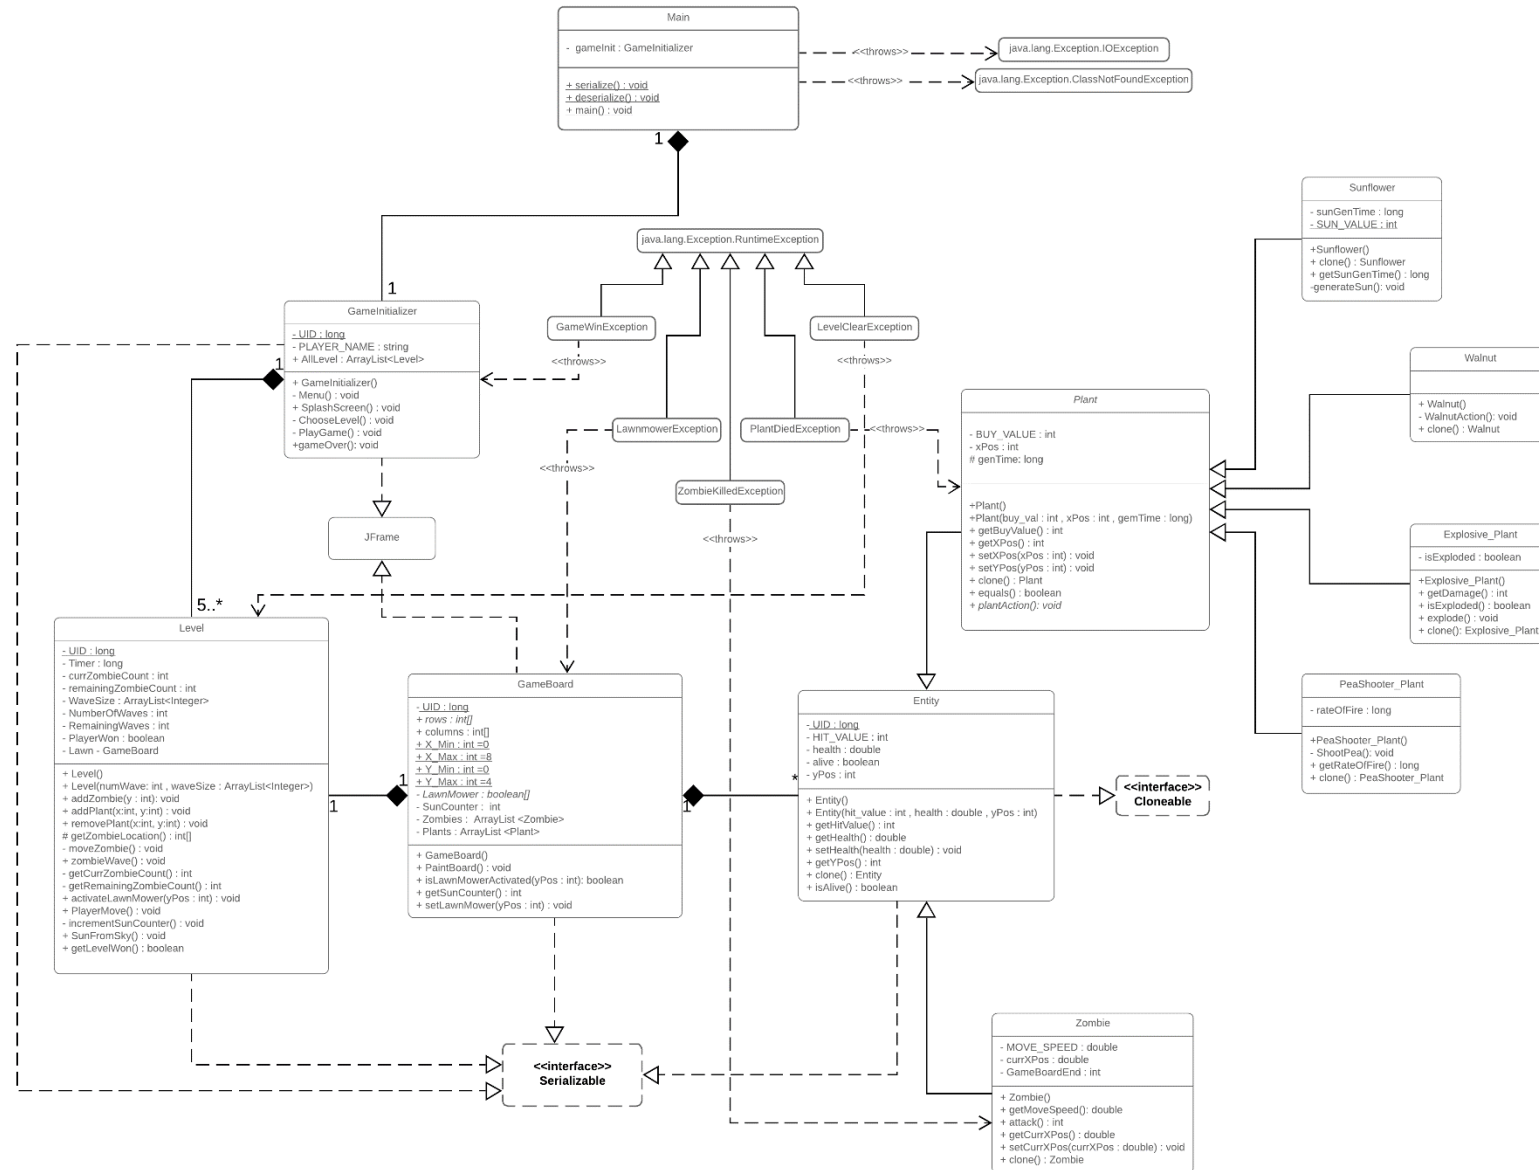 Main
- gameInit : GameInitializer
+ serialize() : void
+ deserialize() : void
+ main() : void
<<throws>>
java.lang.Exception.IOException
<<throws>>
java.lang.Exception.ClassNotFoundException
1
1
java.lang.Exception.RuntimeException
GameWinException
<<throws>>
LevelClearException
<<throws>>
LawnmowerException
<<throws>>
PlantDiedException
<<throws>>
ZombieKilledException
<<throws>>
GameInitializer
- UID : long
- PLAYER_NAME : string
+ AllLevel : ArrayList<Level>
+ GameInitializer()
- Menu() : void
+ SplashScreen() : void
- ChooseLevel() : void
- PlayGame() : void
+gameOver(): void
1
JFrame
5..*
Sunflower
- sunGenTime : long
- SUN_VALUE : int
+Sunflower()
+ clone() : Sunflower
+ getSunGenTime() : long
-generateSun(): void
Walnut
+ Walnut()
- WalnutAction(): void
+ clone() : Walnut
Plant
- BUY_VALUE : int
- xPos : int
# genTime: long
+Plant()
+Plant(buy_val : int , xPos : int , gemTime : long)
+ getBuyValue() : int
+ getXPos() : int
+ setXPos(xPos : int) : void
+ setYPos(yPos : int) : void
+ clone() : Plant
+ equals() : boolean
+ plantAction(): void
Explosive_Plant
- isExploded : boolean
+Explosive_Plant()
+ getDamage() : int
+ isExploded() : boolean
+ explode() : void
+ clone(): Explosive_Plant
PeaShooter_Plant
- rateOfFire : long
+PeaShooter_Plant()
- ShootPea(): void
+ getRateOfFire() : long
+ clone() : PeaShooter_Plant
Level
- UID : long
- Timer : long
- currZombieCount : int
- remainingZombieCount : int
- WaveSize : ArrayList<Integer>
- NumberOfWaves : int
- RemainingWaves : int
- PlayerWon : boolean
- Lawn - GameBoard
+ Level()
+ Level(numWave: int , waveSize : ArrayList<Integer>)
+ addZombie(y : int): void
+ addPlant(x:int, y:int) : void
+ removePlant(x:int, y:int) : void
# getZombieLocation() : int[]
- moveZombie() : void
+ zombieWave() : void
- getCurrZombieCount() : int
- getRemainingZombieCount() : int
+ activateLawnMower(yPos : int) : void
+ PlayerMove() : void
- incrementSunCounter() : void
+ SunFromSky() : void
+ getLevelWon() : boolean
1
1
GameBoard
- UID : long
+ rows : int[]
+ columns : int[]
+ X_Min : int =0
+ X_Max : int =8
+ Y_Min : int =0
+ Y_Max : int =4
- LawnMower : boolean[]
- SunCounter : int
- Zombies : ArrayList <Zombie>
- Plants : ArrayList <Plant>
+ GameBoard()
+ PaintBoard() : void
+ isLawnMowerActivated(yPos : int): boolean
+ getSunCounter() : int
+ setLawnMower(yPos : int) : void
1
*
Entity
- UID : long
- HIT_VALUE : int
- health : double
- alive : boolean
- yPos : int
+ Entity()
+ Entity(hit_value : int , health : double , yPos : int)
+ getHitValue() : int
+ getHealth() : double
+ setHealth(health : double) : void
+ getYPos() : int
+ clone() : Entity
+ isAlive() : boolean
<<interface>>
Cloneable
<<interface>>
Serializable
Zombie
- MOVE_SPEED : double
- currXPos : double
- GameBoardEnd : int
+ Zombie()
+ getMoveSpeed(): double
+ attack() : int
+ getCurrXPos() : double
+ setCurrXPos(currXPos : double) : void
+ clone() : Zombie